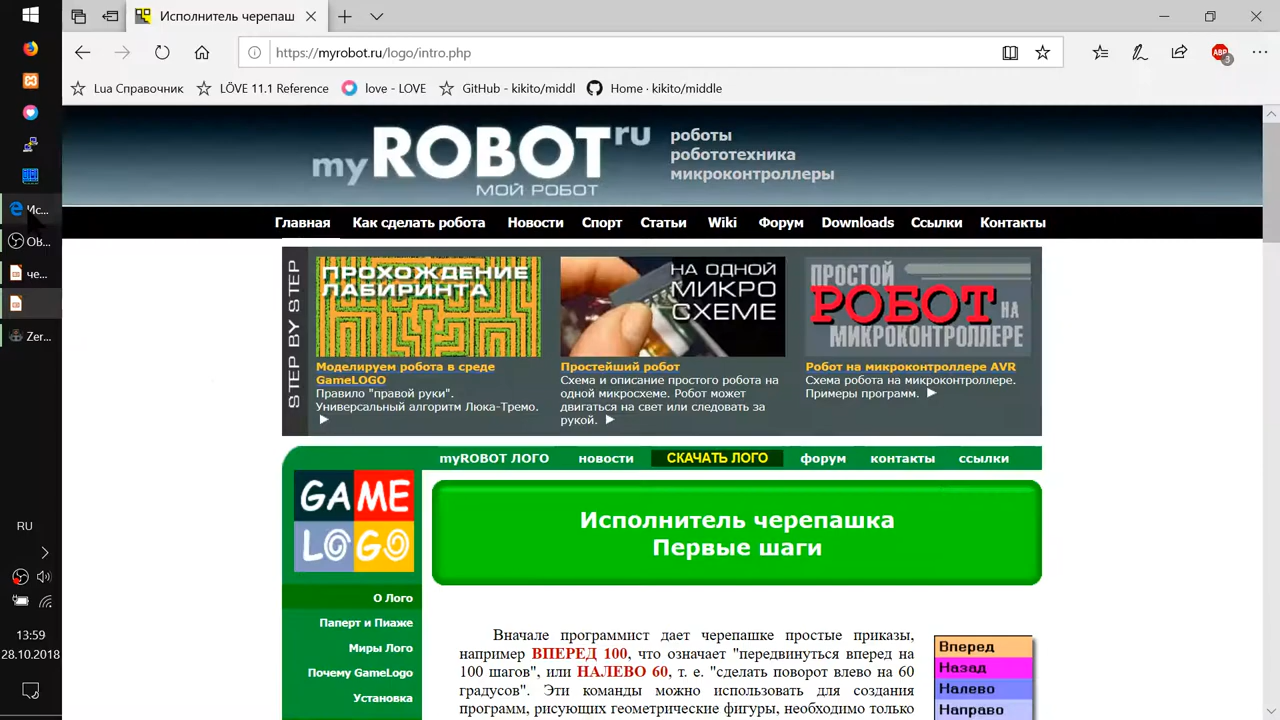 Исполнитель черепаш
https://myrobot.ru/logo/intro.php
ABP
3
Lua Справочник
LÖVE 11.1 Reference
love - LOVE
GitHub - kikito/middl
Home - kikito/middle
Ис...
ОВ...
че...
Zer...
RU
13:59
28.10.2018
myROBOTru
МОЙ РОБОТ
роботы
робототехника
микроконтроллеры
Главная Как сделать робота Новости Спорт Статьи Wiki Форум Downloads Ссылки Контакты
STEP BY STEP
ПРОХОЖДЕНИЕ
ЛАБИРИНТА
Моделируем робота в среде
GameLOGO
Правило "правой руки".
Универсальный алгоритм Люка-Тремо.
НА ОДНОЙ
МИКРО
СХЕМЕ
Простейший робот
Схема и описание простого робота на
одной микросхеме. Робот может
двигаться на свет или следовать за
рукой.
ПРОСТОЙ
РОБОТ НА
МИКРОКОНТРОЛЛЕРЕ
Робот на микроконтроллере AVR
Схема робота на микроконтроллере.
Примеры программ.
myROBOT ЛОГО новости СКАЧАТЬ ЛОГО форум контакты ссылки
GAME
LOGO
О Лого
Паперт и Пиаже
Миры Лого
Почему GameLogo
Установка
Исполнитель черепашка
Первые шаги
Вначале программист дает черепашке простые приказы,
например ВПЕРЕД 100, что означает "передвинуться вперед на
100 шагов", или НАЛЕВО 60, т. е. "сделать поворот влево на 60
градусов". Эти команды можно использовать для создания
программ, рисующих геометрические фигуры, необходимо только
Вперед
Назад
Налево
Направо